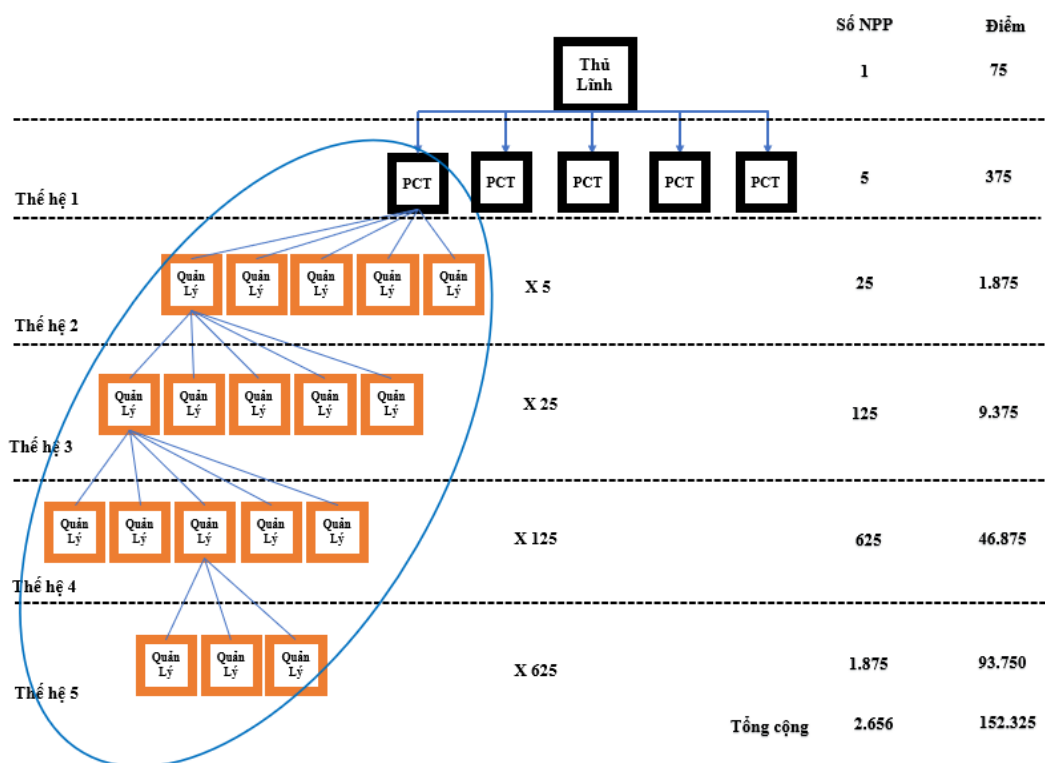 Số NPP Điểm
Thủ
Lĩnh
1 75
PCT PCT PCT PCT PCT
5 375
Thế hệ 1
Quản
Lý
Quản
Lý
Quản
Lý
Quản
Lý
Quản
Lý
X 5
25 1.875
Thế hệ 2
Quản
Lý
Quản
Lý
Quản
Lý
Quản
Lý
Quản
Lý
X 25
125 9.375
Thế hệ 3
Quản
Lý
Quản
Lý
Quản
Lý
Quản
Lý
Quản
Lý
X 125
625 46.875
Thế hệ 4
Quản
Lý
Quản
Lý
Quản
Lý
X 625
1.875 93.750
Thế hệ 5
Tổng cộng 2.656 152.325